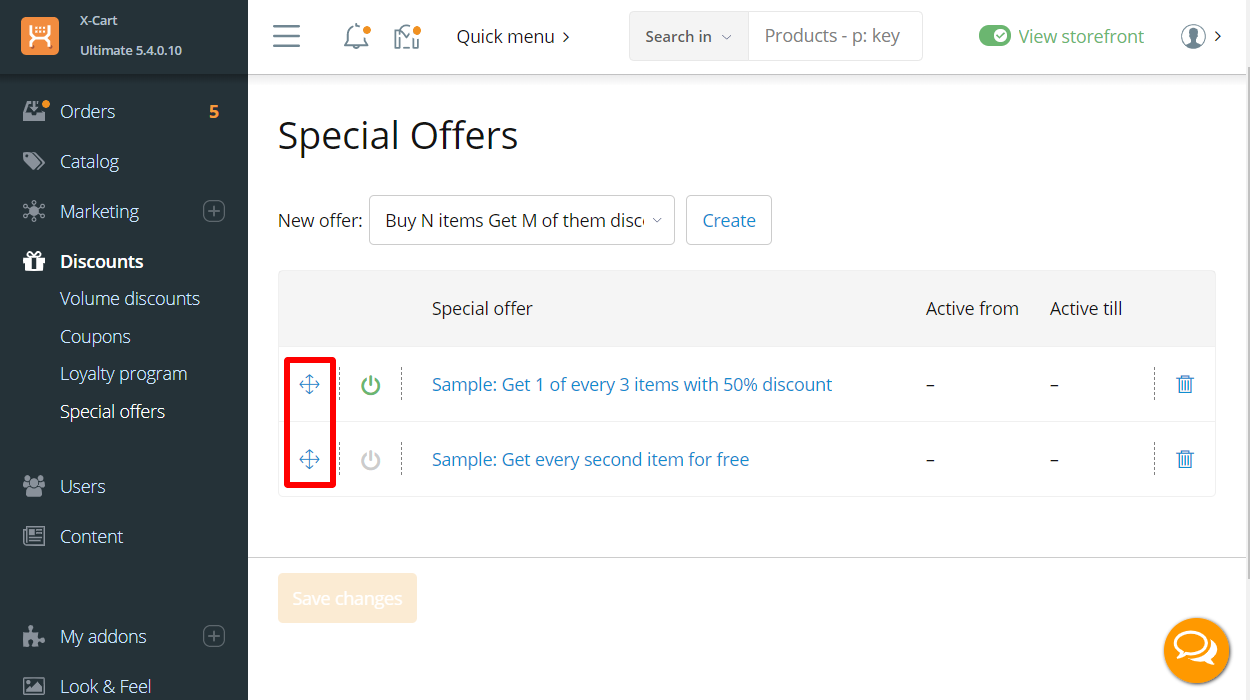 X-Cart
Ultimate 5.4.0.10
Quick menu
Search in
Products - p: key
View storefront
Orders
5
Catalog
Marketing
Discounts
Volume discounts
Coupons
Loyalty program
Special offers
Users
Content
My addons
Look & Feel
Special Offers
New offer:
Buy N items Get M of them disc
Create
Special offer
Active from
Active till
Sample: Get 1 of every 3 items with 50% discount
–
–
Sample: Get every second item for free
–
–
Save changes